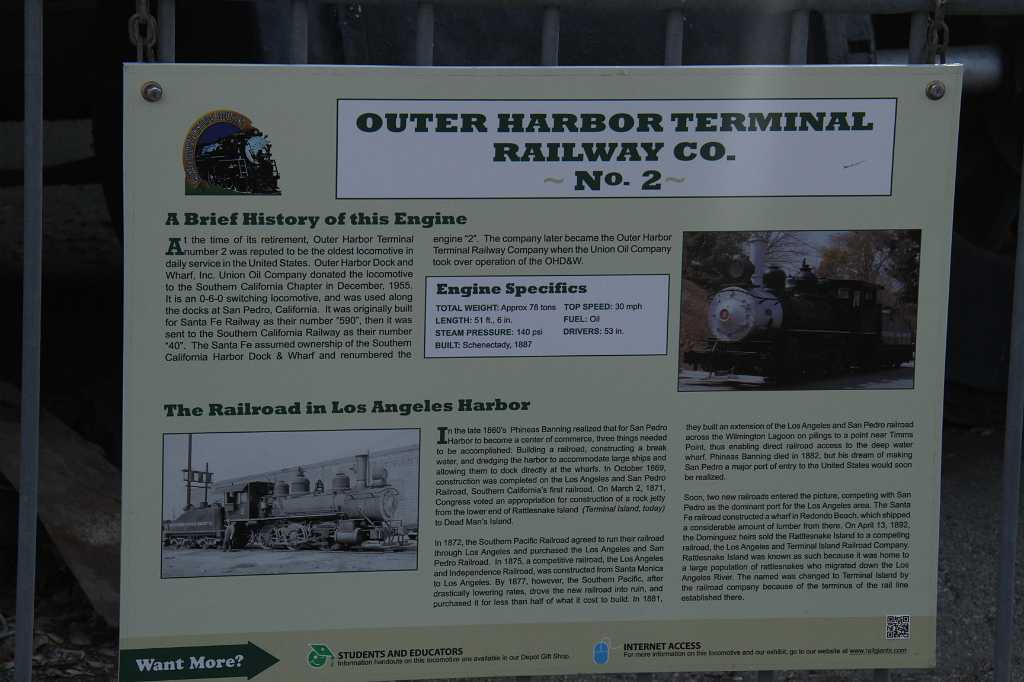 OUTER HARBOR TERMINAL
RAILWAY CO.
~ No. 2 ~
A Brief History of this Engine
At the time of its retirement, Outer Harbor Terminal
number 2 was reputed to be the oldest locomotive in
daily service in the United States. Outer Harbor Dock and
Wharf, Inc. Union Oil Company donated the locomotive
to the Southern California Chapter in December, 1955.
It is an 0-6-0 switching locomotive, and was used along
the docks at San Pedro, California. It was originally built
for Santa Fe Railway as their number "590", then it was
sent to the Southern California Railway as their number
"40". The Santa Fe assumed ownership of the Southern
California Harbor Dock & Wharf and renumbered the
engine "2". The company later became the Outer Harbor
Terminal Railway Company when the Union Oil Company
took over operation of the OHD&W.
Engine Specifics
TOTAL WEIGHT: Approx 78 tons
LENGTH: 51 ft., 6 in.
STEAM PRESSURE: 140 psi
BUILT: Schenectady, 1887
TOP SPEED: 30 mph
FUEL: Oil
DRIVERS: 53 in.
The Railroad in Los Angeles Harbor
In the late 1860's Phineas Banning realized that for San Pedro
Harbor to become a center of commerce, three things needed
to be accomplished: Building a railroad, constructing a break
water, and dredging the harbor to accommodate large ships and
allowing them to dock directly at the wharfs. In October 1869,
construction was completed on the Los Angeles and San Pedro
Railroad, Southern California's first railroad. On March 2, 1871,
Congress voted an appropriation for construction of a rock jetty
from the lower end of Rattlesnake Island (Terminal Island, today)
to Dead Man's Island.
In 1872, the Southern Pacific Railroad agreed to run their railroad
through Los Angeles and purchased the Los Angeles and San
Pedro Railroad. In 1875, a competitive railroad, the Los Angeles
and Independence Railroad, was constructed from Santa Monica
to Los Angeles. By 1877, however, the Southern Pacific, after
drastically lowering rates, drove the new railroad into ruin, and
purchased it for less than half of what it cost to build. In 1881,
they built an extension of the Los Angeles and San Pedro railroad
across the Wilmington Lagoon on pilings to a point near Timms
Point, thus enabling direct railroad access to the deep water
wharf. Phineas Banning died in 1882, but his dream of making
San Pedro a major port of entry to the United States would soon
be realized.
Soon, two new railroads entered the picture, competing with San
Pedro as the dominant port for the Los Angeles area. The Santa
Fe railroad constructed a wharf in Redondo Beach, which shipped
a considerable amount of lumber from there. On April 13, 1892,
the Dominguez heirs sold the Rattlesnake Island to a competing
railroad, the Los Angeles and Terminal Island Railroad Company.
Rattlesnake Island was known as such because it was home to
a large population of rattlesnakes who migrated down the Los
Angeles River. The named was changed to Terminal Island by
the railroad company because of the terminus of the rail line
established there.
Want More?
STUDENTS AND EDUCATORS
Information handouts on this locomotive are available in our Depot Gift Shop.
INTERNET ACCESS
For more information on this locomotive and our exhibit, go to our website at www.railgiants.com